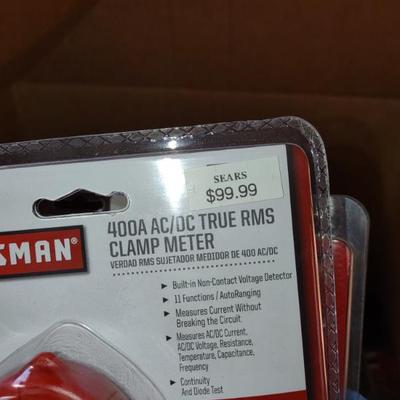 SEARS
$99.99
400A AC/DC TRUE RMS
CLAMP METER
VERDAD RMS SUJETADOR MEDIDOR DE 400 AC/DC
KSMAN®
Built-in Non-Contact Voltage Detector
11 Functions / AutoRanging
Measures Current Without
Breaking the Circuit
Measures AC/DC Current,
AC/DC Voltage, Resistance,
Temperature, Capacitance,
Frequency
Continuity
And Diode Test